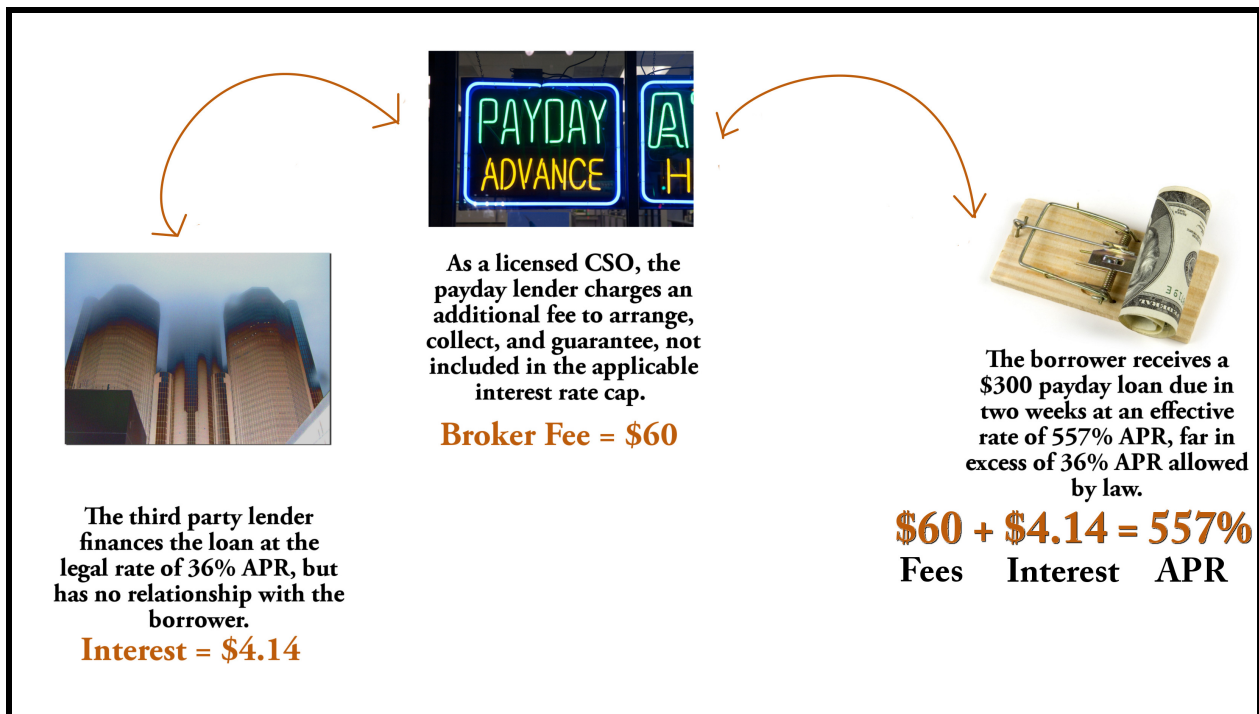 PAYDAY
ADVANCE
The third party lender
finances the loan at the
legal rate of 36% APR, but
has no relationship with the
borrower.
Interest = $4.14
As a licensed CSO, the
payday lender charges an
additional fee to arrange,
collect, and guarantee, not
included in the applicable
interest rate cap.
Broker Fee = $60
The borrower receives a
$300 payday loan due in
two weeks at an effective
rate of 557% APR, far in
excess of 36% APR allowed
by law.
$60 + $4.14 = 557%
Fees Interest APR